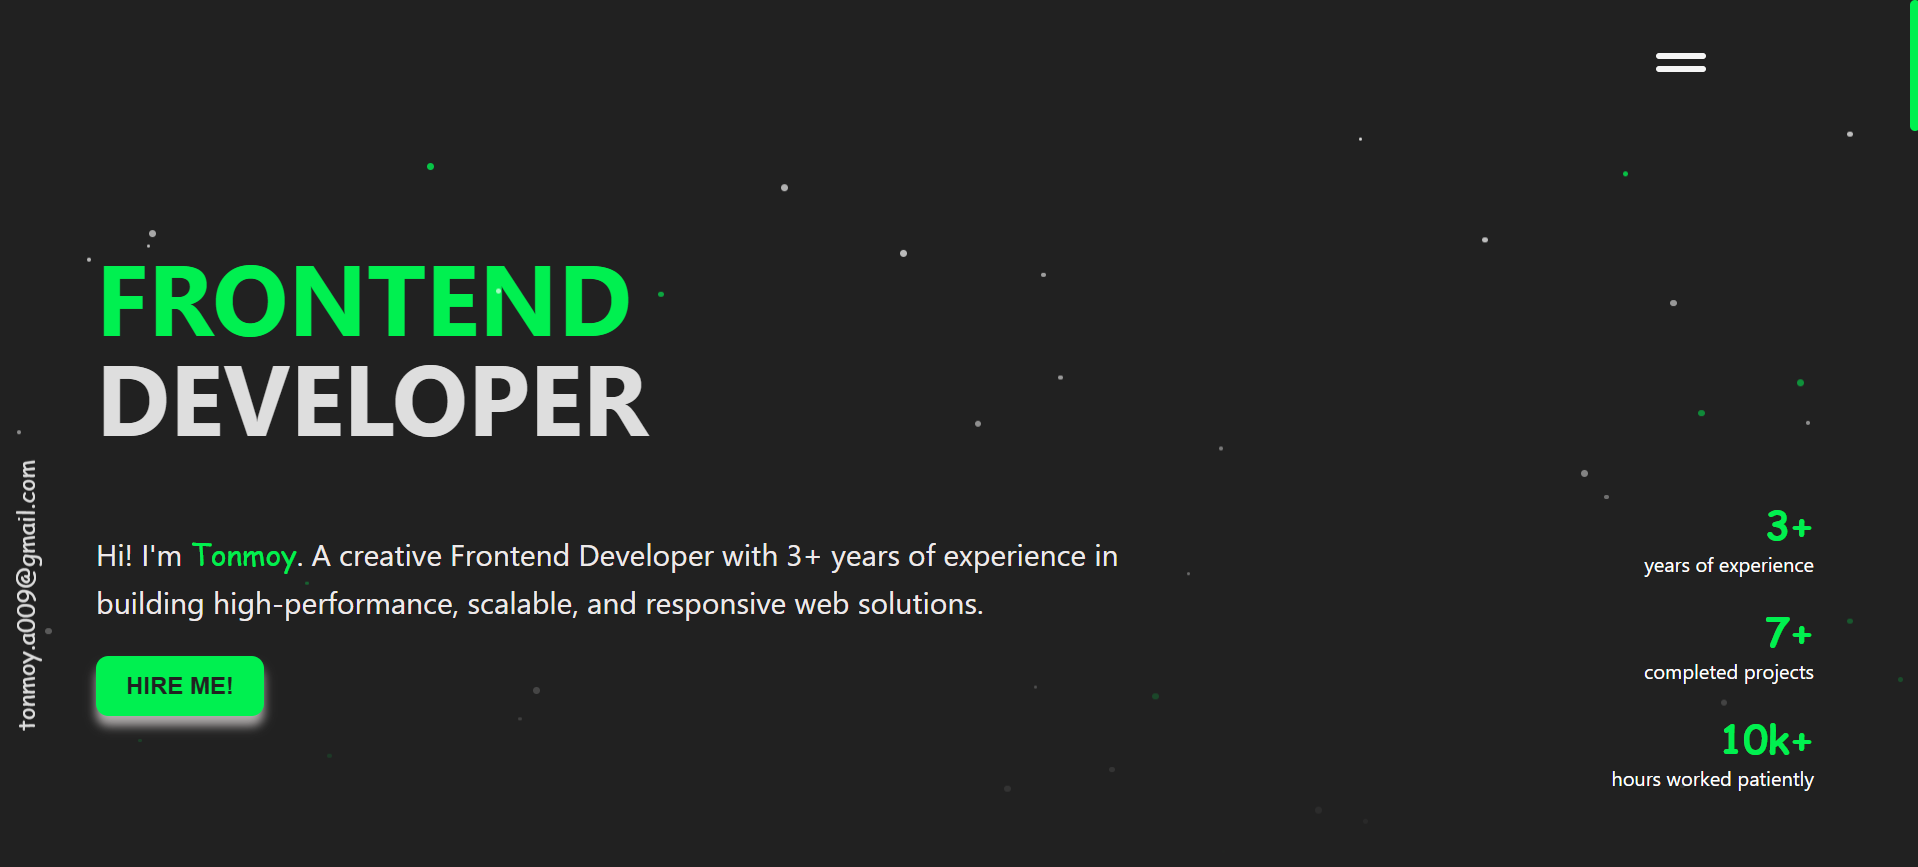 FRONTEND
DEVELOPER
tonmoy.a009@gmail.com
Hi! I'm Tonmoy. A creative Frontend Developer with 3+ years of experience in
building high-performance, scalable, and responsive web solutions.
HIRE ME!
3+
years of experience
7+
completed projects
10k+
hours worked patiently